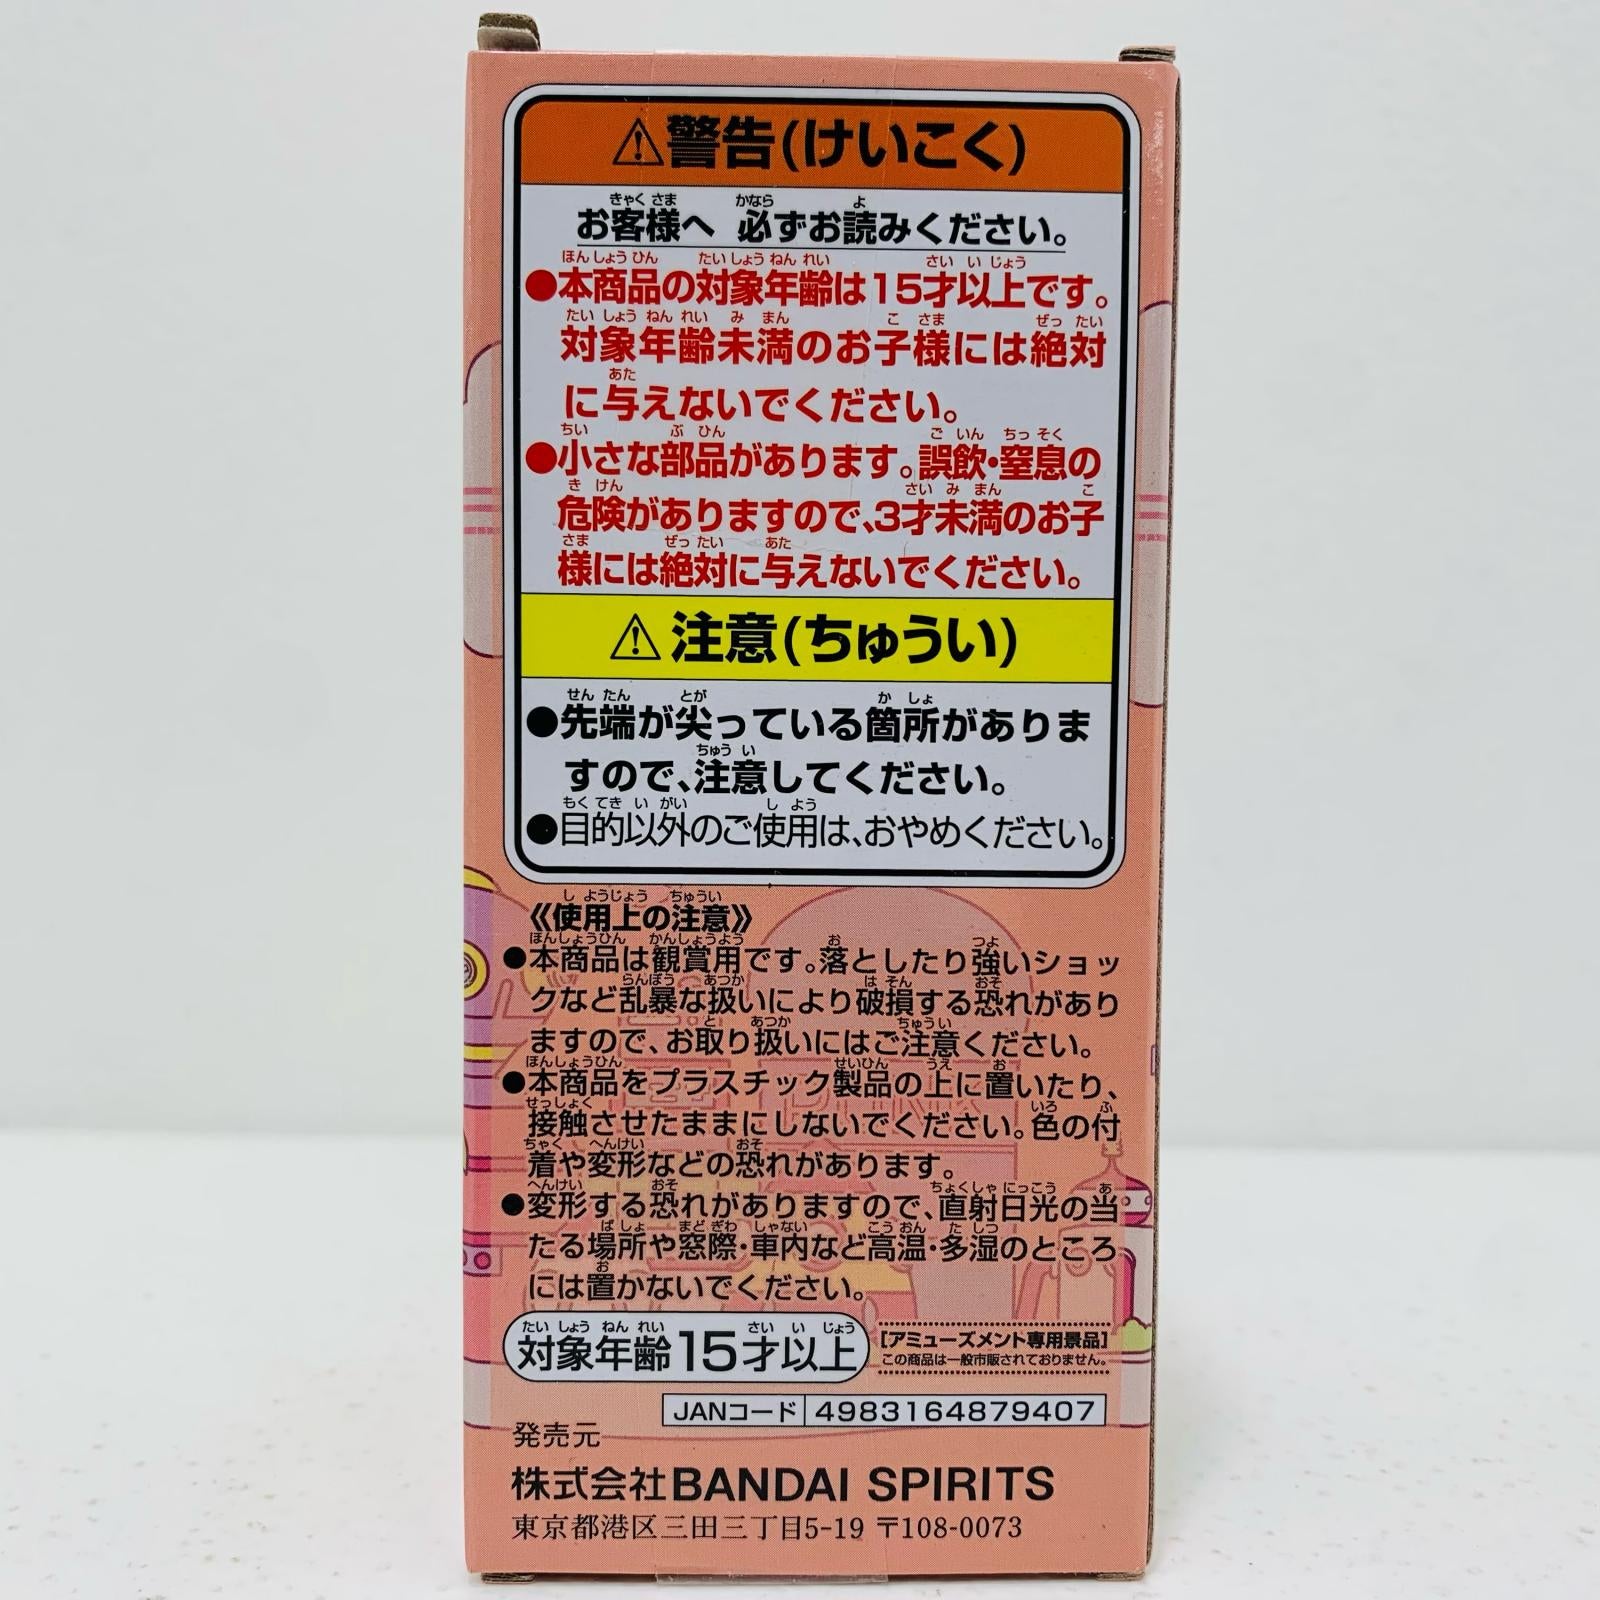 ⚠警告(けいこく)
お客様へ 必ずお読みください。
●本商品の対象年齢は15才以上です。
対象年齢未満のお子様には絶対
に与えないでください。
●小さな部品があります。誤飲・窒息の
危険がありますので、3才未満のお子
様には絶対に与えないでください。
⚠注意(ちゅうい)
●先端が尖っている箇所がありま
すので、注意してください。
●目的以外のご使用は、おやめください。
《使用上の注意》
●本商品は観賞用です。落としたり強いショッ
クなど乱暴な扱いにより破損する恐れがあり
ますので、お取り扱いにはご注意ください。
●本商品をプラスチック製品の上に置いたり、
接触させたままにしないでください。色の付
着や変形などの恐れがあります。
●変形する恐れがありますので、直射日光の当
たる場所や窓際・車内など高温・多湿のところ
には置かないでください。
対象年齢15才以上
[アミューズメント専用景品]
この商品は一般市販されておりません。
JANコード 4983164879407
発売元
株式会社BANDAI SPIRITS
東京都港区三田三丁目5-19 〒108-0073